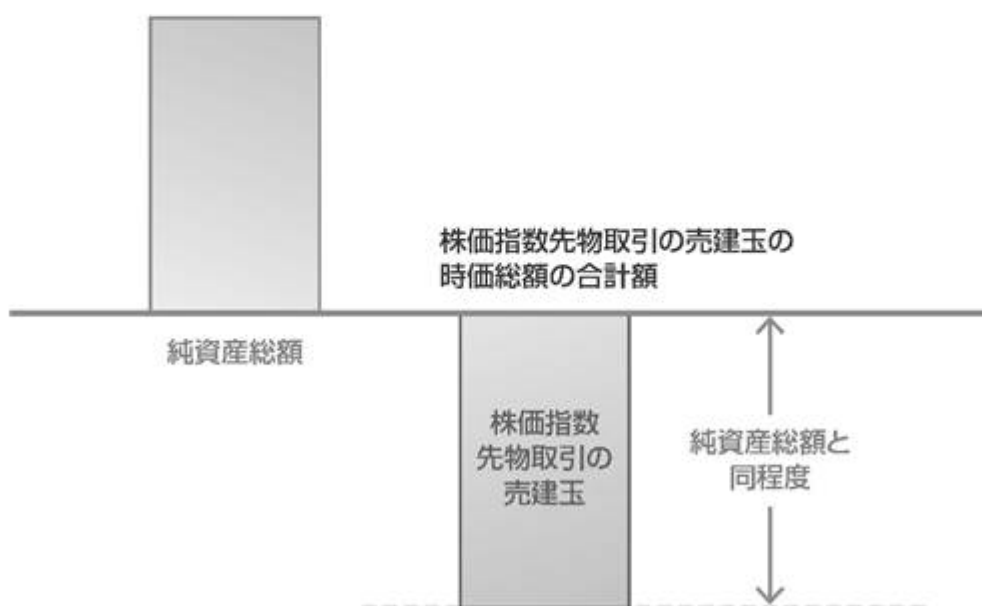 株価指数先物取引の売建玉の
時価総額の合計額
純資産総額
株価指数
先物取引の
売建玉
純資産総額と
同程度